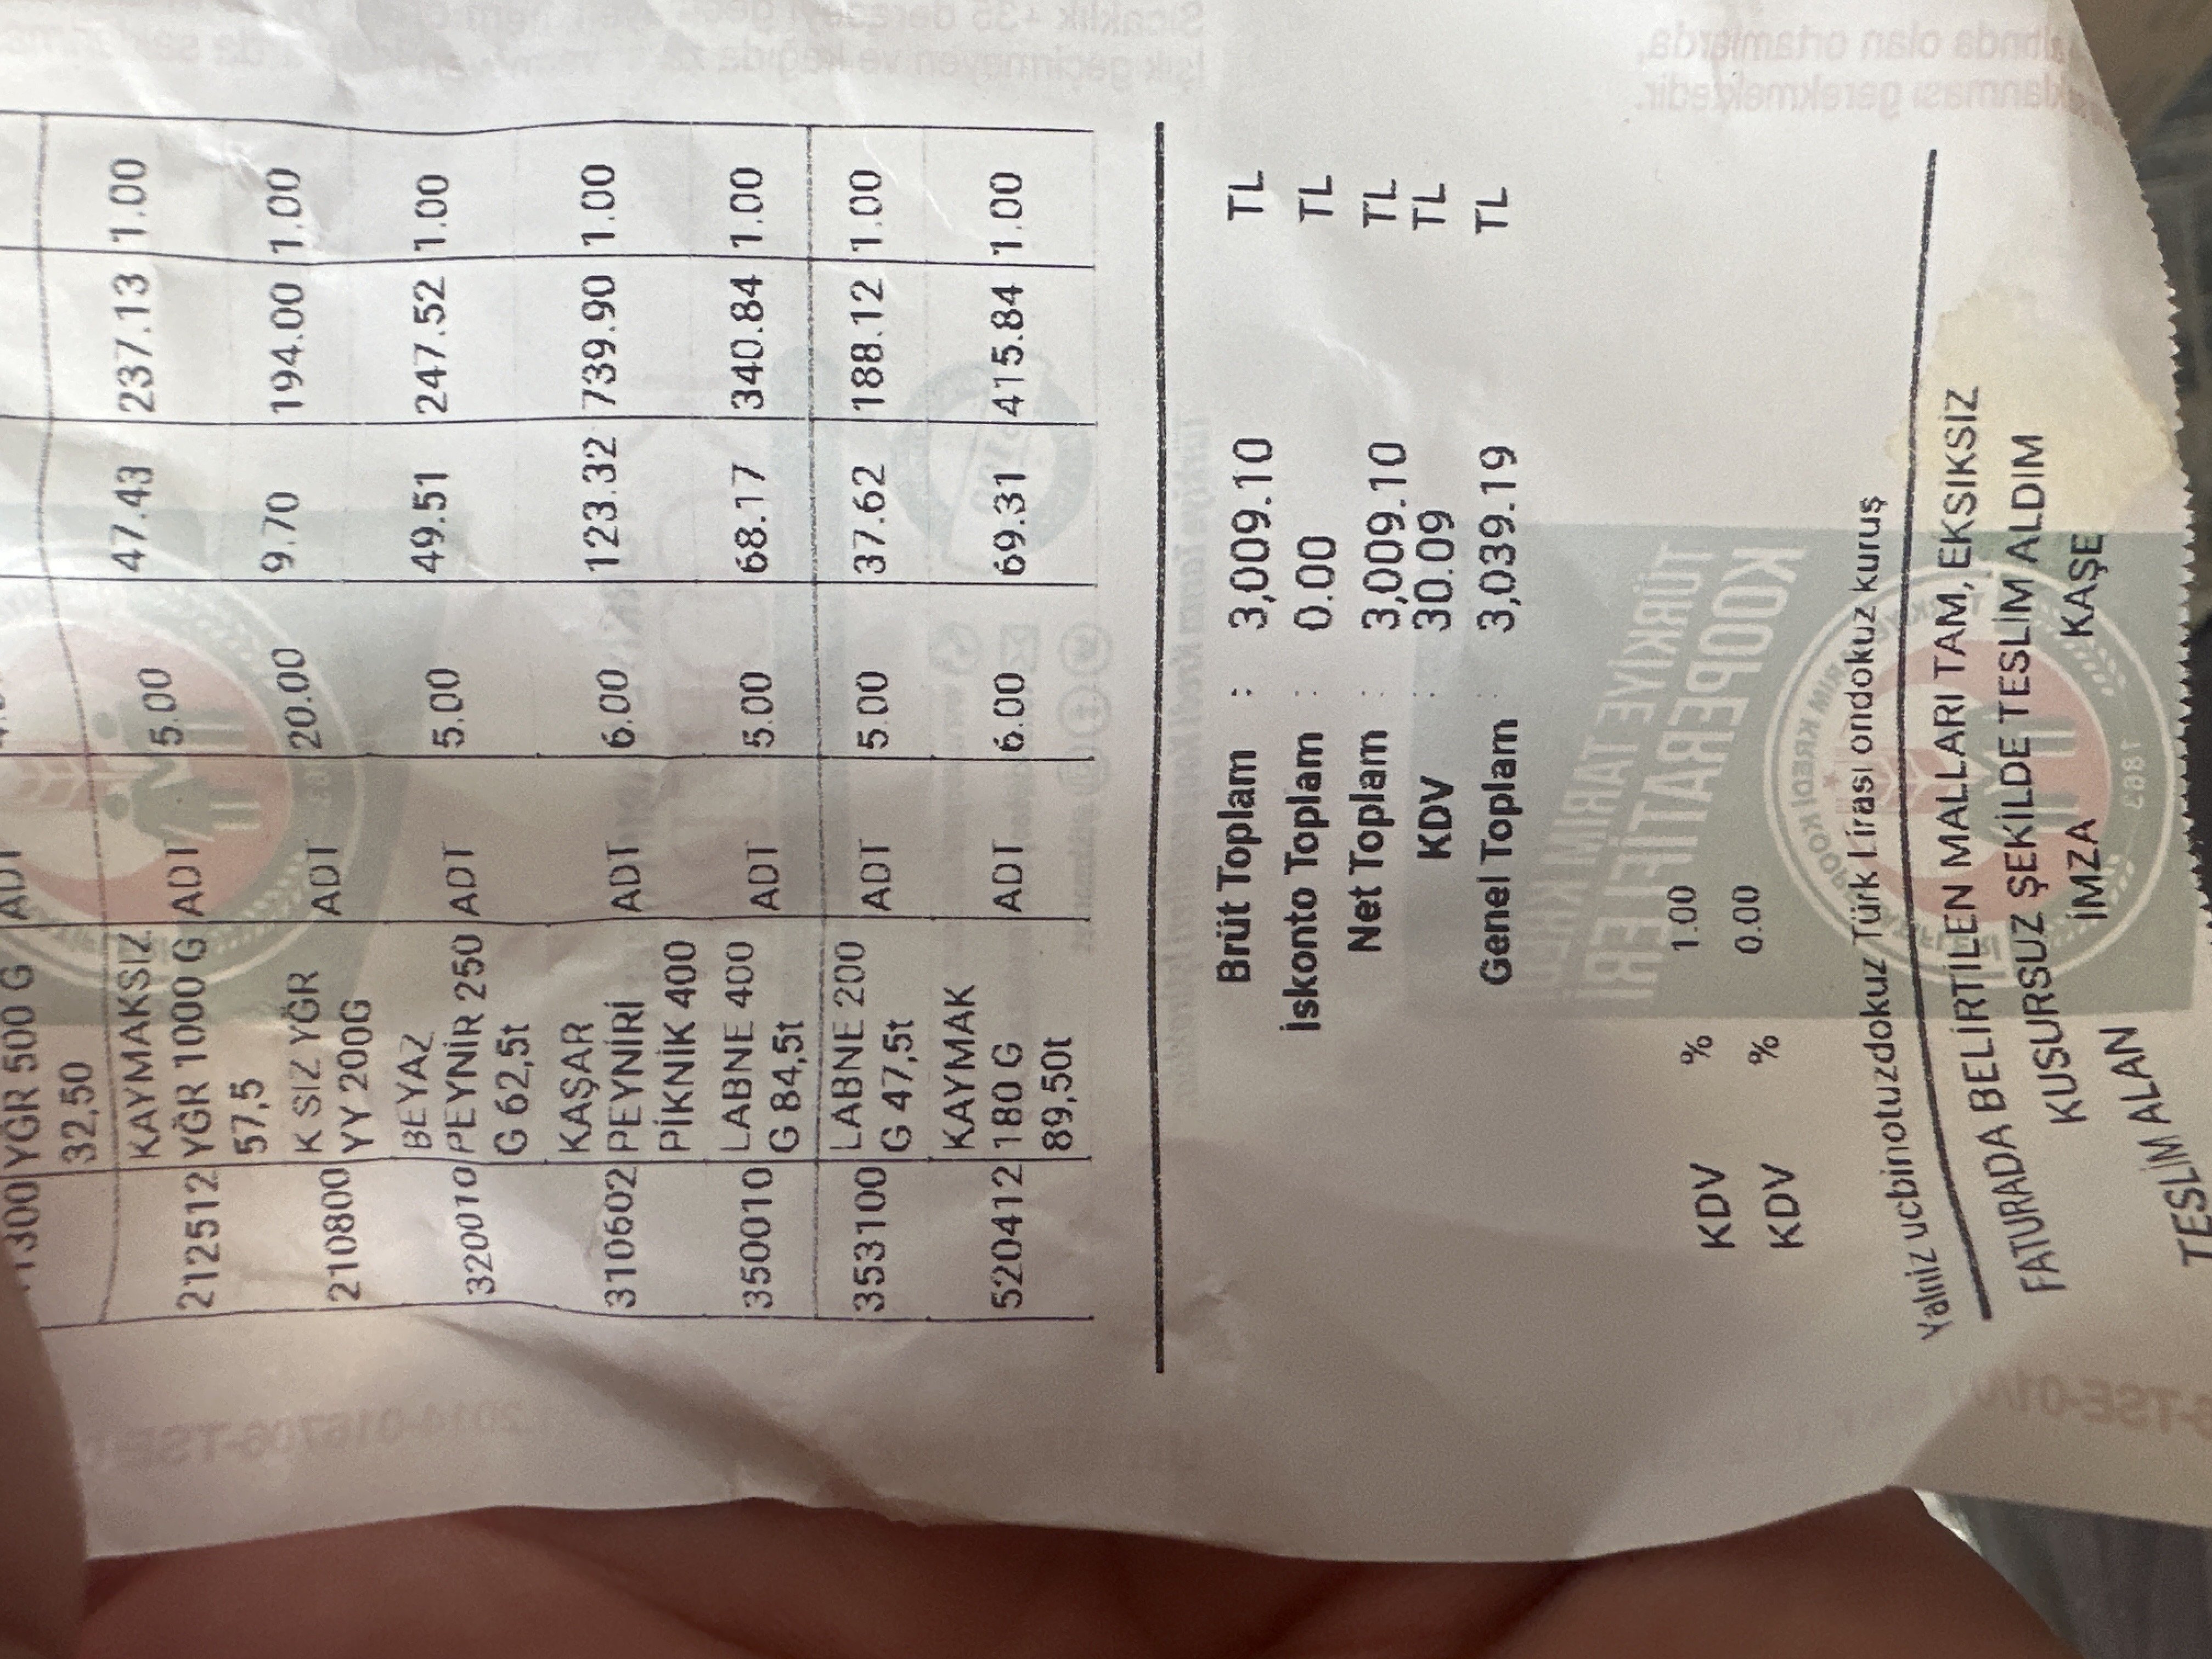 YĞR 500 G ADT
32,50
KAYMAKSIZ
212512 YĞR 1000 G ADT 5.00 47.43 237.13 1.00
57,5
K SIZ YĞR
210800 YY 200G ADT 20.00 9.70 194.00 1.00
BEYAZ
320010 PEYNİR 250 ADT 5.00 49.51 247.52 1.00
G 62,5t
KAŞAR
310602 PEYNİRİ ADT 6.00 123.32 739.90 1.00
PİKNİK 400
350010 LABNE 400 ADT 5.00 68.17 340.84 1.00
G 84,5t
353100 LABNE 200 ADT 5.00 37.62 188.12 1.00
G 47,5t
KAYMAK
520412 180 G ADT 6.00 69.31 415.84 1.00
89,50t
Brüt Toplam : 3,009.10 TL
İskonto Toplam : 0.00 TL
Net Toplam : 3,009.10 TL
KDV : 30.09 TL
Genel Toplam : 3,039.19 TL
KDV % 1.00
KDV % 0.00
Yalniz ucbinotuzdokuz Türk Lirası ondokuz kuruş
FATURADA BELİRTİLEN MALLARI TAM, EKSIKSİZ
KUSURSUZ ŞEKİLDE TESLİM ALDIM
İMZA KAŞE
TESLİM ALAN
TÜRKİYE TARIM KREDİ
KOOPERATİFLERİ
1863